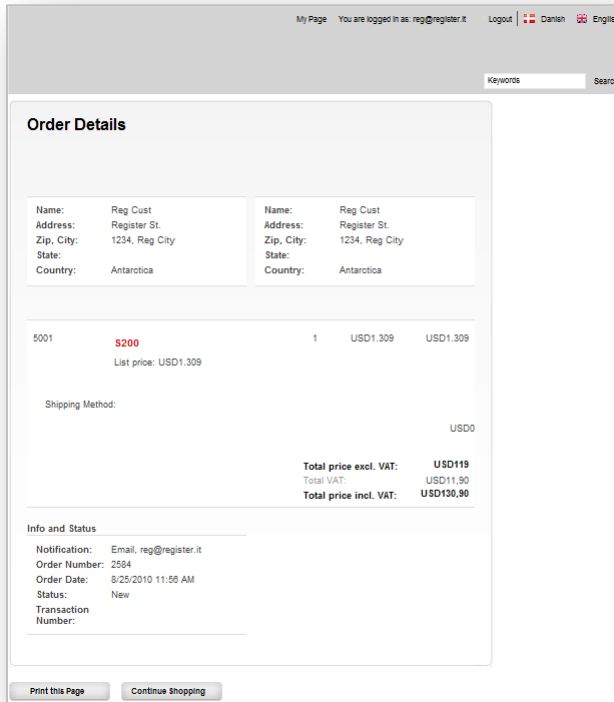 My Page You are logged in as: reg@register.it Logout Danish Englis
Keywords Searc
Order Details
Name: Reg Cust Name: Reg Cust
Address: Register St. Address: Register St.
Zip, City: 1234, Reg City Zip, City: 1234, Reg City
State: State:
Country: Antarctica Country: Antarctica
5001 S200 1 USD1.309 USD1.309
List price: USD1.309
Shipping Method:
USD0
Total price excl. VAT: USD119
Total VAT: USD11,90
Total price incl. VAT: USD130,90
Info and Status
Notification: Email, reg@register.it
Order Number: 2584
Order Date: 8/25/2010 11:56 AM
Status: New
Transaction
Number:
Print this Page Continue Shopping